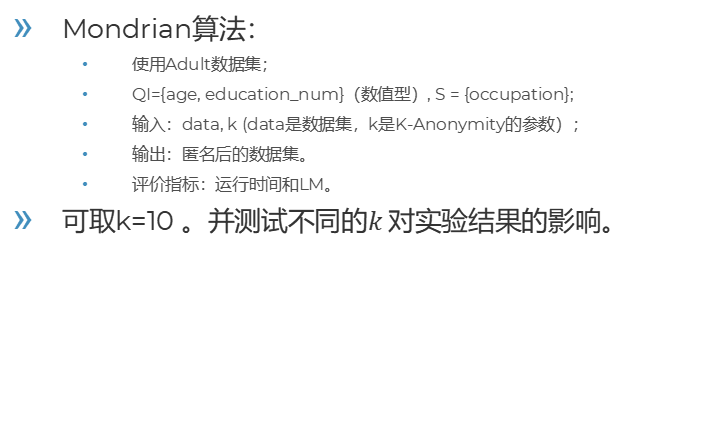 » Mondrian算法：
• 使用Adult数据集；
• QI={age, education_num}（数值型）, S = {occupation};
• 输入：data, k (data是数据集，k是K-Anonymity的参数）；
• 输出：匿名后的数据集。
• 评价指标：运行时间和LM。
» 可取k=10 。并测试不同的k 对实验结果的影响。